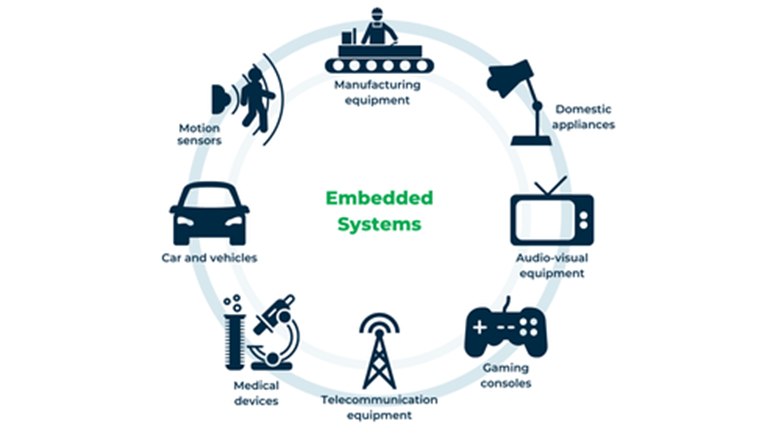 Manufacturing
equipment
Domestic
appliances
Audio-visual
equipment
Gaming
consoles
Telecommunication
equipment
Medical
devices
Car and vehicles
Motion
sensors
Embedded
Systems